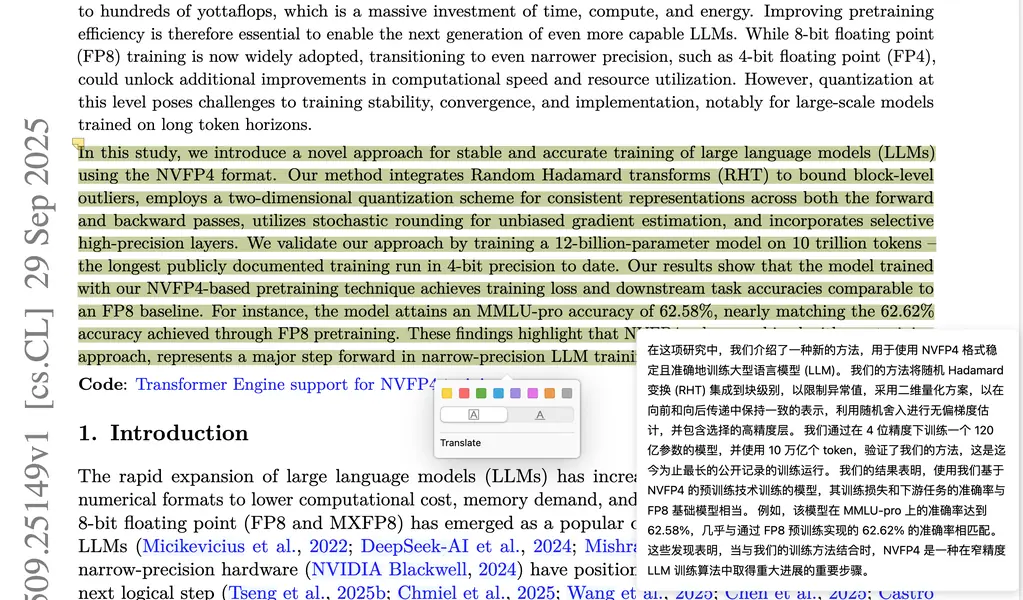 to hundreds of yottaflops, which is a massive investment of time, compute, and energy. Improving pretraining
efficiency is therefore essential to enable the next generation of even more capable LLMs. While 8-bit floating point
(FP8) training is now widely adopted, transitioning to even narrower precision, such as 4-bit floating point (FP4),
could unlock additional improvements in computational speed and resource utilization. However, quantization at
this level poses challenges to training stability, convergence, and implementation, notably for large-scale models
trained on long token horizons.
In this study, we introduce a novel approach for stable and accurate training of large language models (LLMs)
using the NVFP4 format. Our method integrates Random Hadamard transforms (RHT) to bound block-level
outliers, employs a two-dimensional quantization scheme for consistent representations across both the forward
and backward passes, utilizes stochastic rounding for unbiased gradient estimation, and incorporates selective
high-precision layers. We validate our approach by training a 12-billion-parameter model on 10 trillion tokens –
the longest publicly documented training run in 4-bit precision to date. Our results show that the model trained
with our NVFP4-based pretraining technique achieves training loss and downstream task accuracies comparable to
an FP8 baseline. For instance, the model attains an MMLU-pro accuracy of 62.58%, nearly matching the 62.62%
accuracy achieved through FP8 pretraining. These findings highlight that
approach, represents a major step forward in narrow-precision LLM
Code: Transformer Engine support for NVFP4
1. Introduction
The rapid expansion of large language models (LLMs) has
numerical formats to lower computational cost, memory demand, and
8-bit floating point (FP8 and MXFP8) has emerged as a popular
LLMs (Micikevicius et al., 2022; DeepSeek-AI et al., 2024;
narrow-precision hardware (NVIDIA Blackwell, 2024) have
next logical step (Tseng et al., 2025b; Chmiel et al., 2025; Wang et al., 2025; Chen et al., 2025; Castro
509.25149v1 [cs.CL] 29 Sep 2025
A
A
Translate
在这项研究中，我们介绍了一种新的方法，用于使用 NVFP4 格式稳
定且准确地训练大型语言模型 (LLM)。 我们的方法将随机 Hadamard
变换 (RHT) 集成到块级别，以限制异常值，采用二维量化方案，以在
向前和向后传递中保持一致的表示，利用随机舍入进行无偏梯度估
计，并包含选择的高精度层。 我们通过在 4 位精度下训练一个 120
亿参数的模型，并使用 10 万亿个 token，验证了我们的方法，这是迄
今为止最长的公开记录的训练运行。 我们的结果表明，使用我们基于
NVFP4 的预训练技术训练的模型，其训练损失和下游任务的准确率与
FP8 基础模型相当。 例如，该模型在 MMLU-pro 上的准确率达到
62.58%，几乎与通过 FP8 预训练实现的 62.62% 的准确率相匹配。
这些发现表明，当与我们的训练方法结合时，NVFP4 是一种在窄精度
LLM 训练算法中取得重大进展的重要步骤。